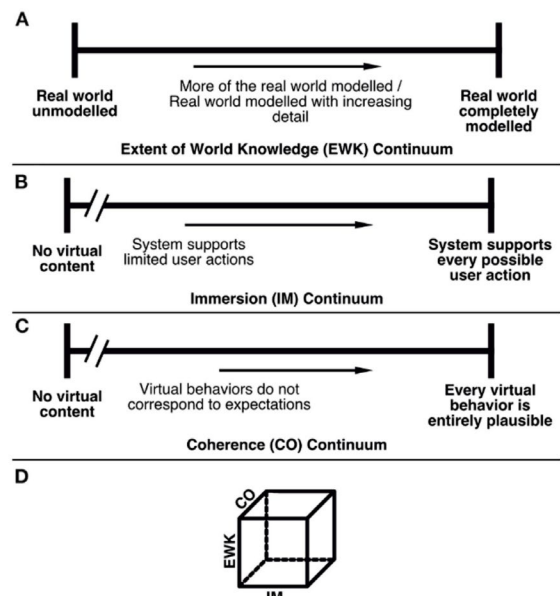 A
Real world
unmodelled
More of the real world modelled /
Real world modelled with increasing
detail
Real world
completely
modelled
Extent of World Knowledge (EWK) Continuum
B
No virtual
content
System supports
limited user actions
System supports
every possible
user action
Immersion (IM) Continuum
C
No virtual
content
Virtual behaviors do not
correspond to expectations
Every virtual
behavior is
entirely plausible
Coherence (CO) Continuum
D
CO
EWK
IM